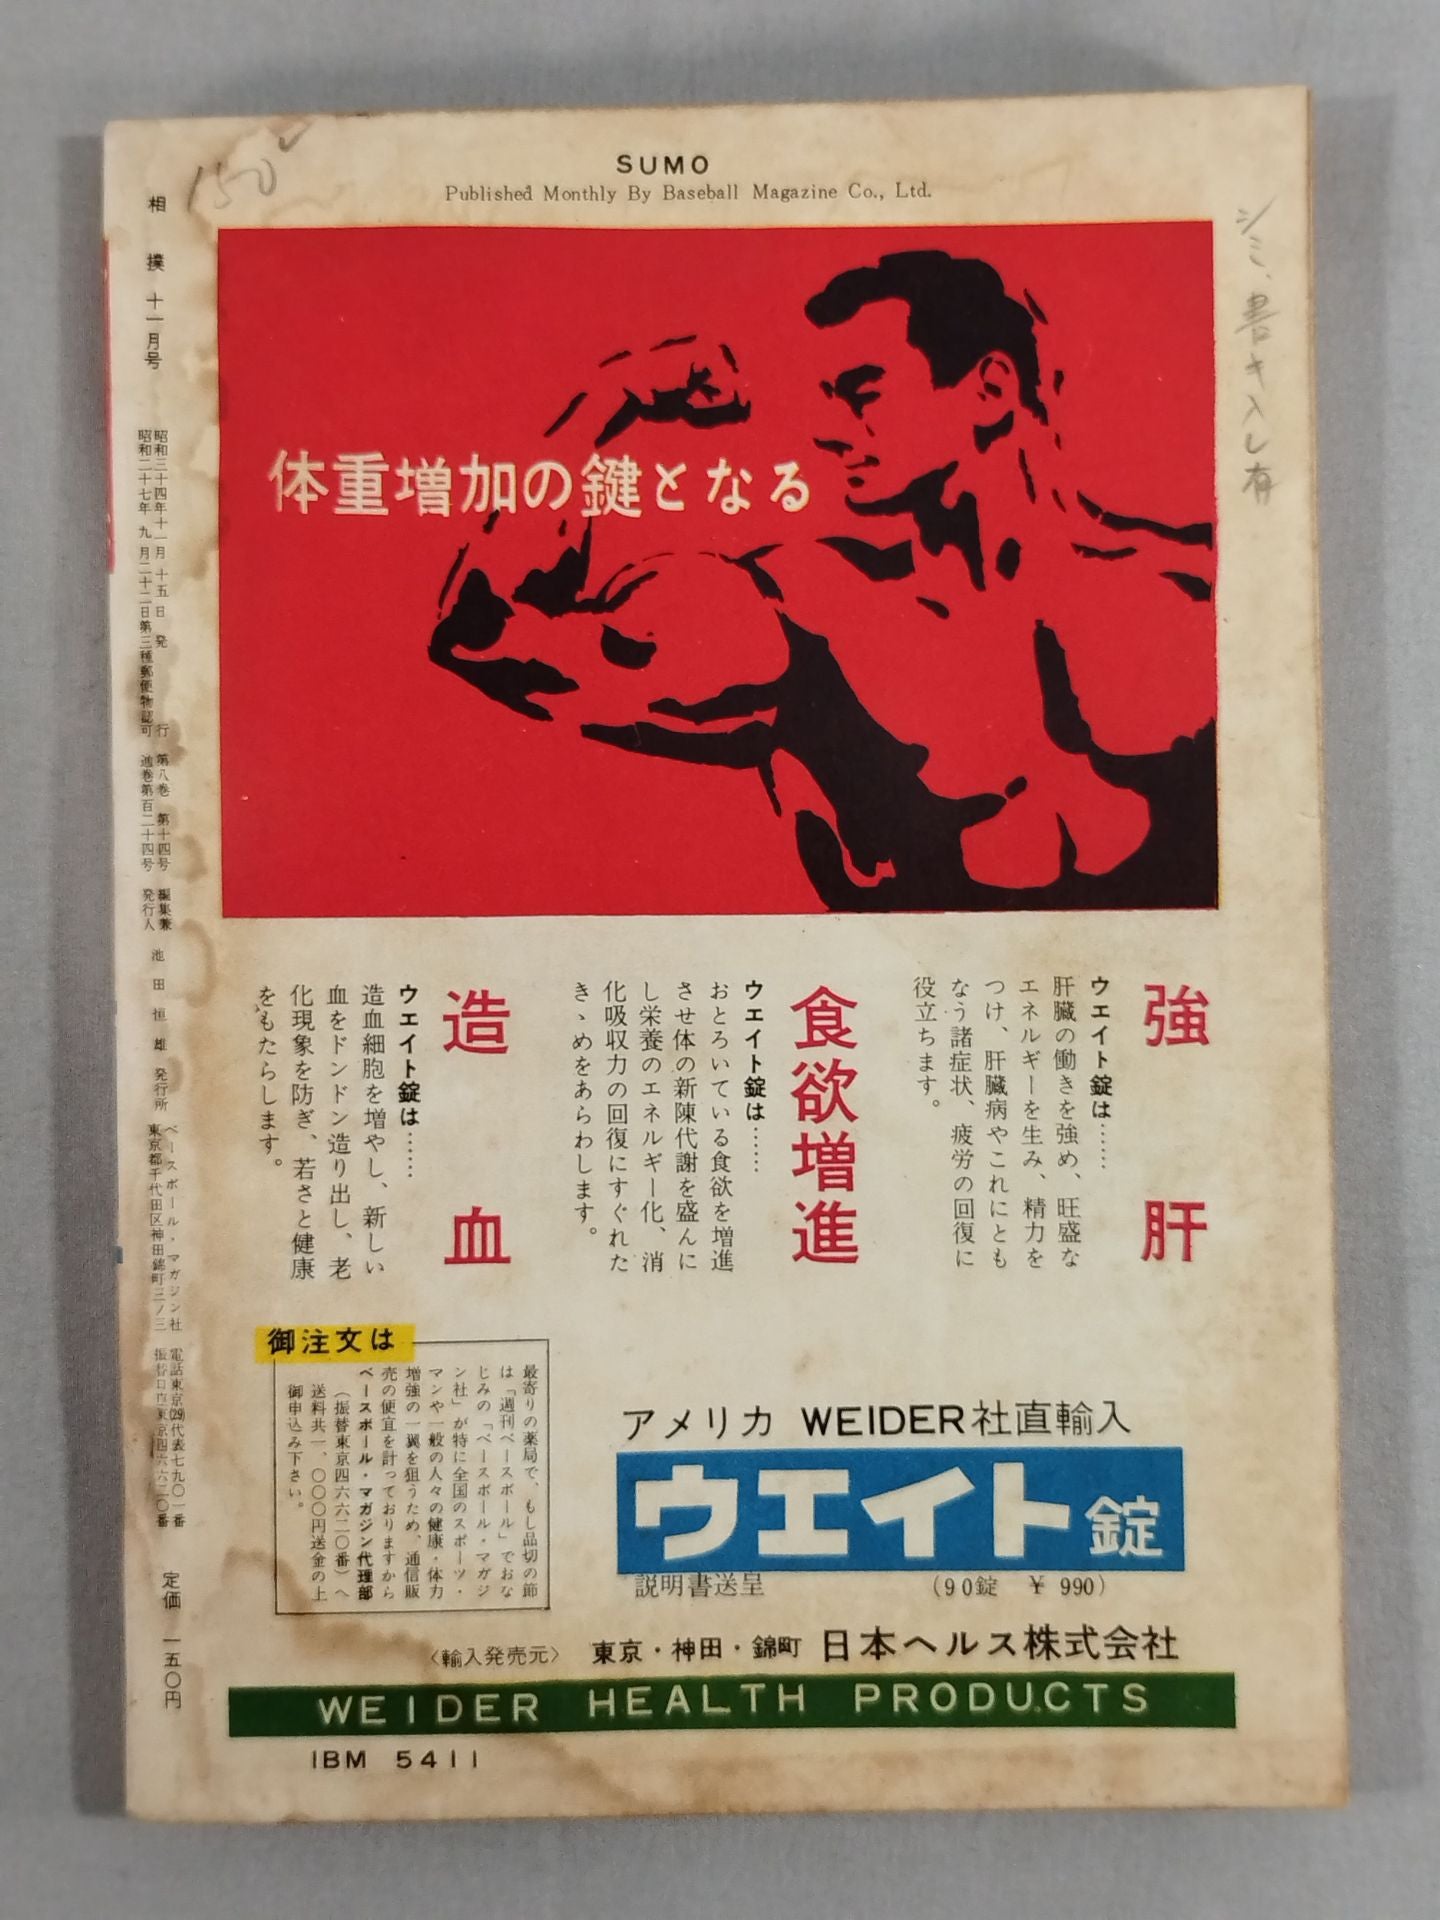 150
SUMO
Published Monthly By Baseball Magazine Co., Ltd.
シミ、書キ入レ有
体重増加の鍵となる
強肝
ウエイト錠は……
肝臓の働きを強め、旺盛な
エネルギーを生み、精力を
つけ、肝臓病やこれにとも
なう諸症状、疲労の回復に
役立ちます。
食欲増進
ウエイト錠は……
おとろいている食欲を増進
させ体の新陳代謝を盛んに
し栄養のエネルギー化、消
化吸収力の回復にすぐれた
きゝめをあらわします。
造血
ウエイト錠は……
造血細胞を増やし、新しい
血をドンドン造り出し、老
化現象を防ぎ、若さと健康
をもたらします。
御注文は
最寄りの薬局で、もし品切の節
は「週刊ベースボール」でおな
じみの「ベースボール・マガジ
ン社」が特に全国のスポーツ・
マンや一般の人々の健康・体力
増強の一翼を狙うため、通信販
売の便宜を計っておりますから
ベースボール・マガジン代理部
（振替東京四六六二〇番）へ
送料共一、〇〇〇円送金の上
御申込み下さい。
アメリカ WEIDER社直輸入
ウエイト錠
説明書送呈 （90錠 ¥ 990）
〈輸入発売元〉 東京・神田・錦町 日本ヘルス株式会社
WEIDER HEALTH PRODUCTS
IBM 5411
相撲 十一月号
昭和三十四年十一月十五日発行 第八巻 第十四号
昭和二十七年九月二十二日第三種郵便物認可 通巻第百二十四号
編集兼
発行人
池田恒雄
発行所
ベースボール・マガジン社
東京都千代田区神田錦町三ノ三
電話東京(29)代表七九〇一番
振替口座東京四六六二〇番
定価 一五〇円